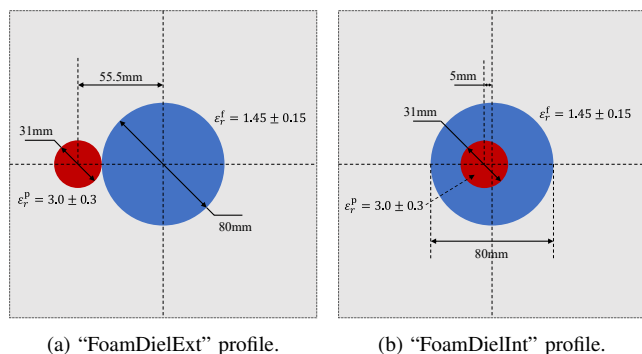 55.5mm
31mm
εᵣᶠ = 1.45 ± 0.15
εᵣᵖ = 3.0 ± 0.3
80mm
(a) “FoamDielExt” profile.
5mm
31mm
εᵣᶠ = 1.45 ± 0.15
εᵣᵖ = 3.0 ± 0.3
80mm
(b) “FoamDielInt” profile.